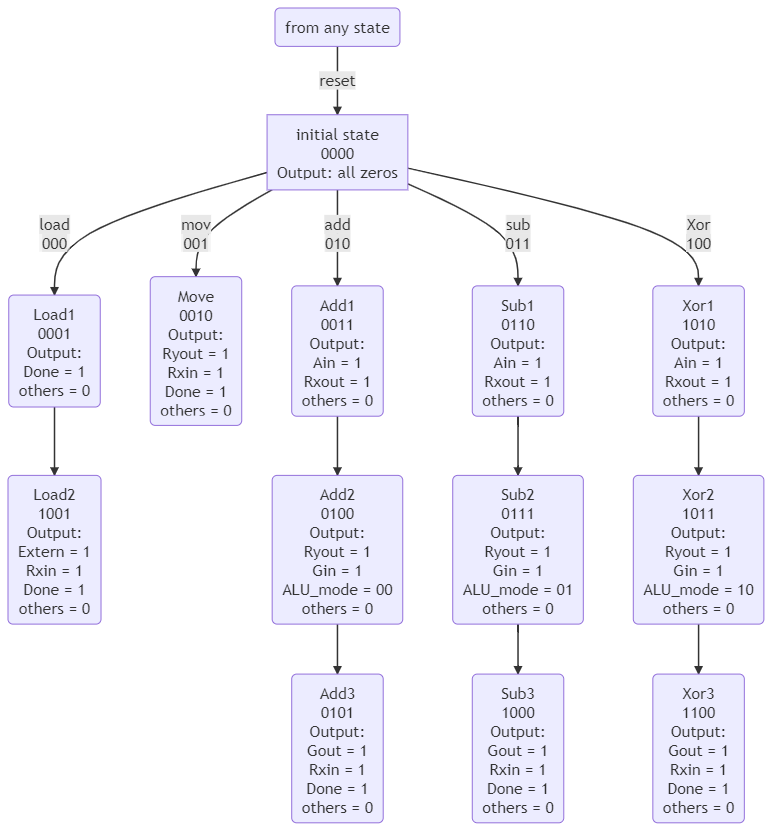 from any state
reset
initial state
0000
Output: all zeros
load
000
mov
001
add
010
sub
011
Xor
100
Load1
0001
Output:
Done = 1
others = 0
Move
0010
Output:
Ryout = 1
Rxin = 1
Done = 1
others = 0
Add1
0011
Output:
Ain = 1
Rxout = 1
others = 0
Sub1
0110
Output:
Ain = 1
Rxout = 1
others = 0
Xor1
1010
Output:
Ain = 1
Rxout = 1
others = 0
Load2
1001
Output:
Extern = 1
Rxin = 1
Done = 1
others = 0
Add2
0100
Output:
Ryout = 1
Gin = 1
ALU_mode = 00
others = 0
Sub2
0111
Output:
Ryout = 1
Gin = 1
ALU_mode = 01
others = 0
Xor2
1011
Output:
Ryout = 1
Gin = 1
ALU_mode = 10
others = 0
Add3
0101
Output:
Gout = 1
Rxin = 1
Done = 1
others = 0
Sub3
1000
Output:
Gout = 1
Rxin = 1
Done = 1
others = 0
Xor3
1100
Output:
Gout = 1
Rxin = 1
Done = 1
others = 0